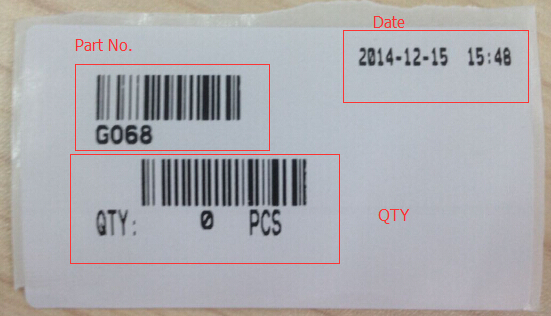 Date
Part No.
2014-12-15 15:48
G068
QTY: 0 PCS
QTY